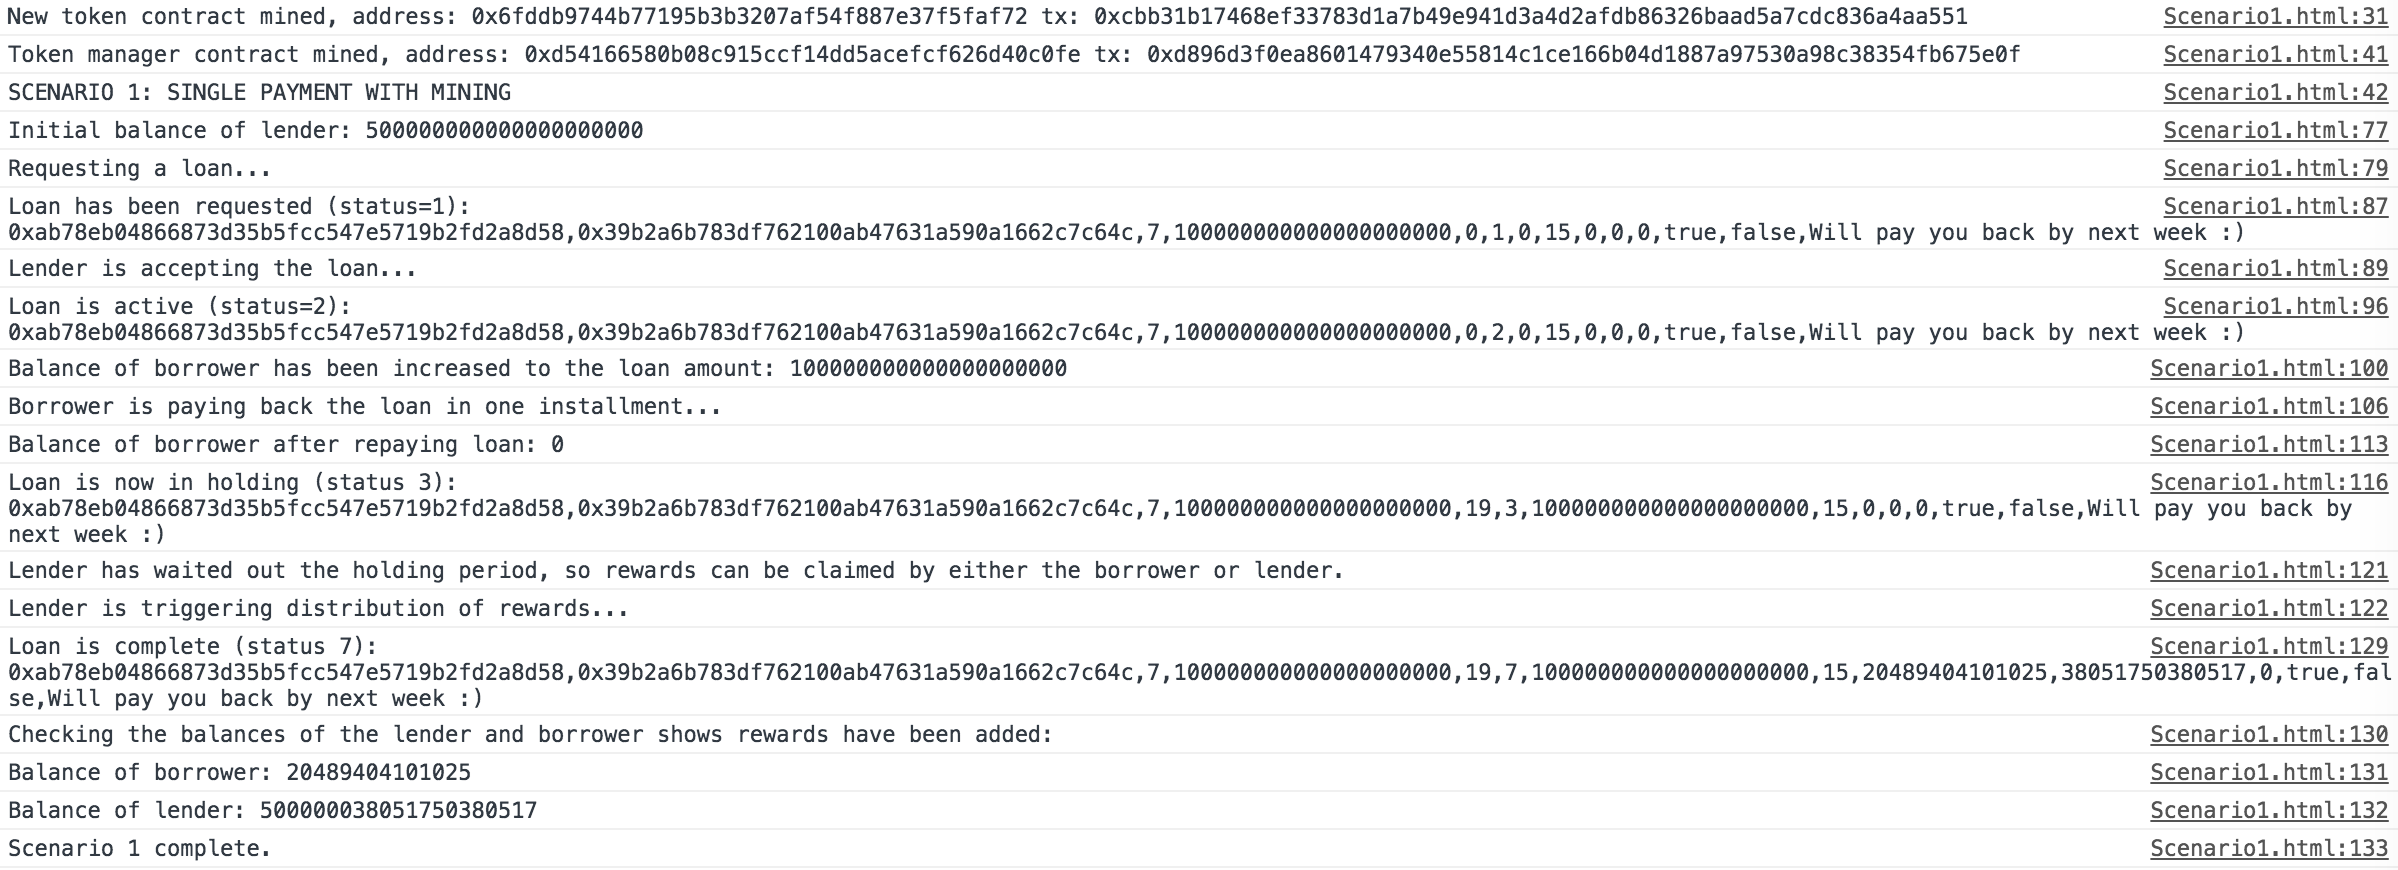 New token contract mined, address: 0x6fddb9744b77195b3b3207af54f887e37f5faf72 tx: 0xcbb31b17468ef33783d1a7b49e941d3a4d2afdb86326baad5a7cdc836a4aa551 Scenario1.html:31
Token manager contract mined, address: 0xd54166580b08c915ccf14dd5acefcf626d40c0fe tx: 0xd896d3f0ea8601479340e55814c1ce166b04d1887a97530a98c38354fb675e0f Scenario1.html:41
SCENARIO 1: SINGLE PAYMENT WITH MINING Scenario1.html:42
Initial balance of lender: 500000000000000000000 Scenario1.html:77
Requesting a loan... Scenario1.html:79
Loan has been requested (status=1): Scenario1.html:87
0xab78eb04866873d35b5fcc547e5719b2fd2a8d58,0x39b2a6b783df762100ab47631a590a1662c7c64c,7,100000000000000000000,0,1,0,15,0,0,0,true,false,Will pay you back by next week :)
Lender is accepting the loan... Scenario1.html:89
Loan is active (status=2): Scenario1.html:96
0xab78eb04866873d35b5fcc547e5719b2fd2a8d58,0x39b2a6b783df762100ab47631a590a1662c7c64c,7,100000000000000000000,0,2,0,15,0,0,0,true,false,Will pay you back by next week :)
Balance of borrower has been increased to the loan amount: 100000000000000000000 Scenario1.html:100
Borrower is paying back the loan in one installment... Scenario1.html:106
Balance of borrower after repaying loan: 0 Scenario1.html:113
Loan is now in holding (status 3): Scenario1.html:116
0xab78eb04866873d35b5fcc547e5719b2fd2a8d58,0x39b2a6b783df762100ab47631a590a1662c7c64c,7,100000000000000000000,19,3,100000000000000000000,15,0,0,0,true,false,Will pay you back by
next week :)
Lender has waited out the holding period, so rewards can be claimed by either the borrower or lender. Scenario1.html:121
Lender is triggering distribution of rewards... Scenario1.html:122
Loan is complete (status 7): Scenario1.html:129
0xab78eb04866873d35b5fcc547e5719b2fd2a8d58,0x39b2a6b783df762100ab47631a590a1662c7c64c,7,100000000000000000000,19,7,100000000000000000000,15,20489404101025,38051750380517,0,true,fal
se,Will pay you back by next week :)
Checking the balances of the lender and borrower shows rewards have been added: Scenario1.html:130
Balance of borrower: 20489404101025 Scenario1.html:131
Balance of lender: 500000038051750380517 Scenario1.html:132
Scenario 1 complete. Scenario1.html:133